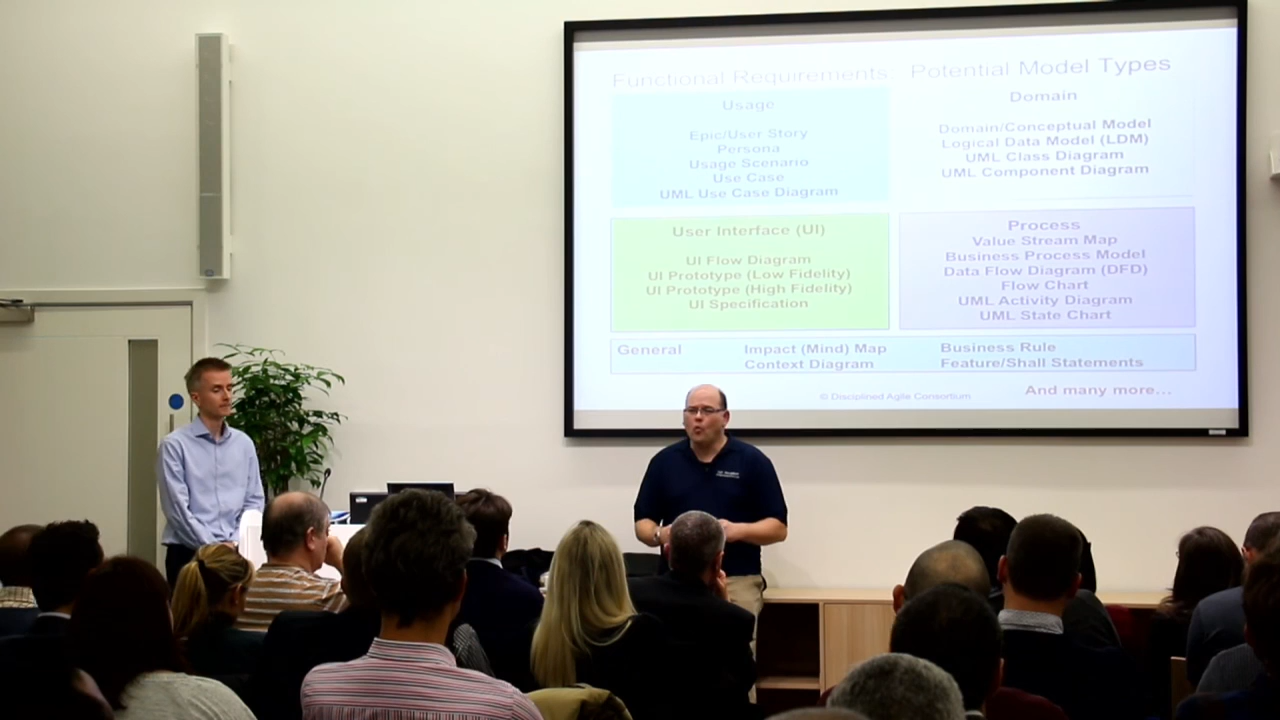 Functional Requirements
Potential Model Types
Usage
Epic/User Story
Persona
Usage Scenario
Use Case
UML Use Case Diagram
Domain
Domain/Conceptual Model
Logical Data Model (LDM)
UML Class Diagram
UML Component Diagram
User Interface (UI)
UI Flow Diagram
UI Prototype (Low Fidelity)
UI Prototype (High Fidelity)
UI Specification
Process
Value Stream Map
Business Process Model
Data Flow Diagram (DFD)
Flow Chart
UML Activity Diagram
UML State Chart
General
Impact (Mind) Map
Context Diagram
Business Rule
Feature/Shall Statements
And many more...
© Disciplined Agile Consortium